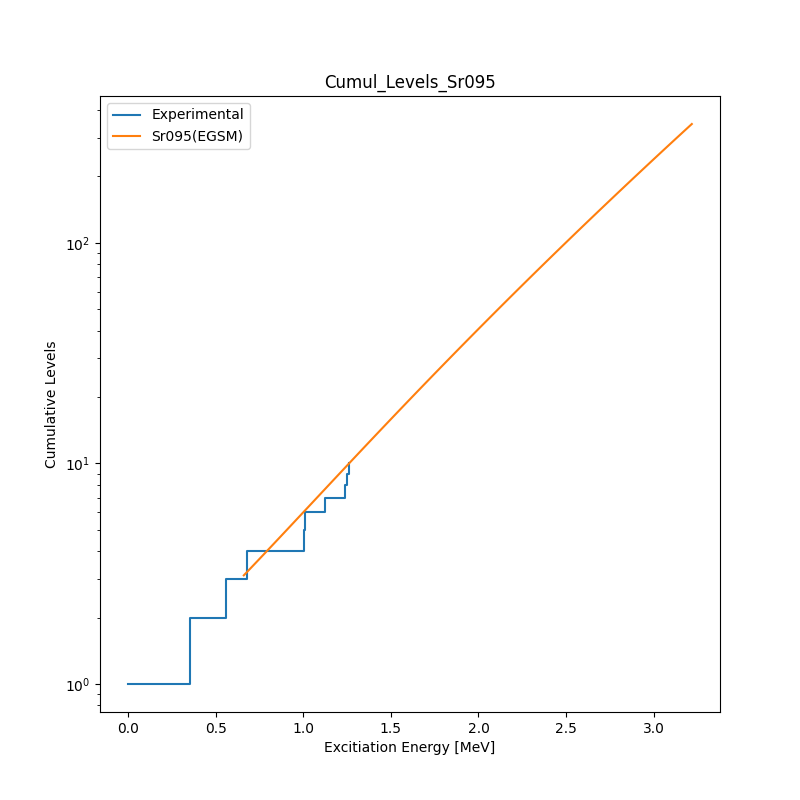 Cumul_Levels_Sr095
Experimental
Sr095(EGSM)
Cumulative Levels
10²
10¹
10⁰
0.0 0.5 1.0 1.5 2.0 2.5 3.0
Excitiation Energy [MeV]